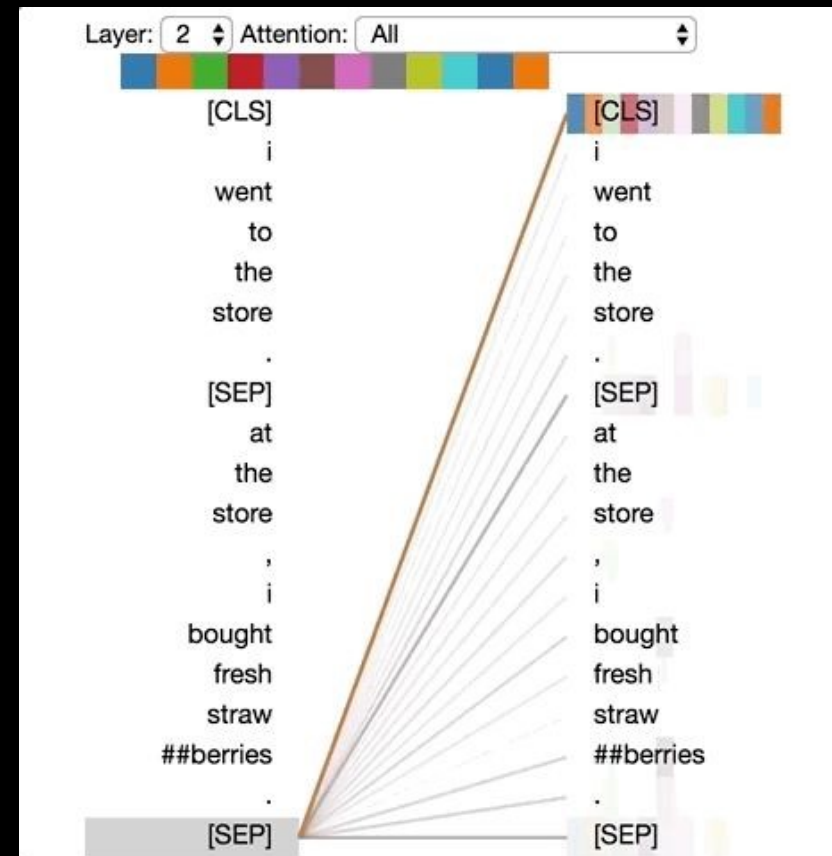 Layer: 2 Attention: All
[CLS] [CLS]
i i
went went
to to
the the
store store
. .
[SEP] [SEP]
at at
the the
store store
, ,
i i
bought bought
fresh fresh
straw straw
##berries ##berries
. .
[SEP] [SEP]